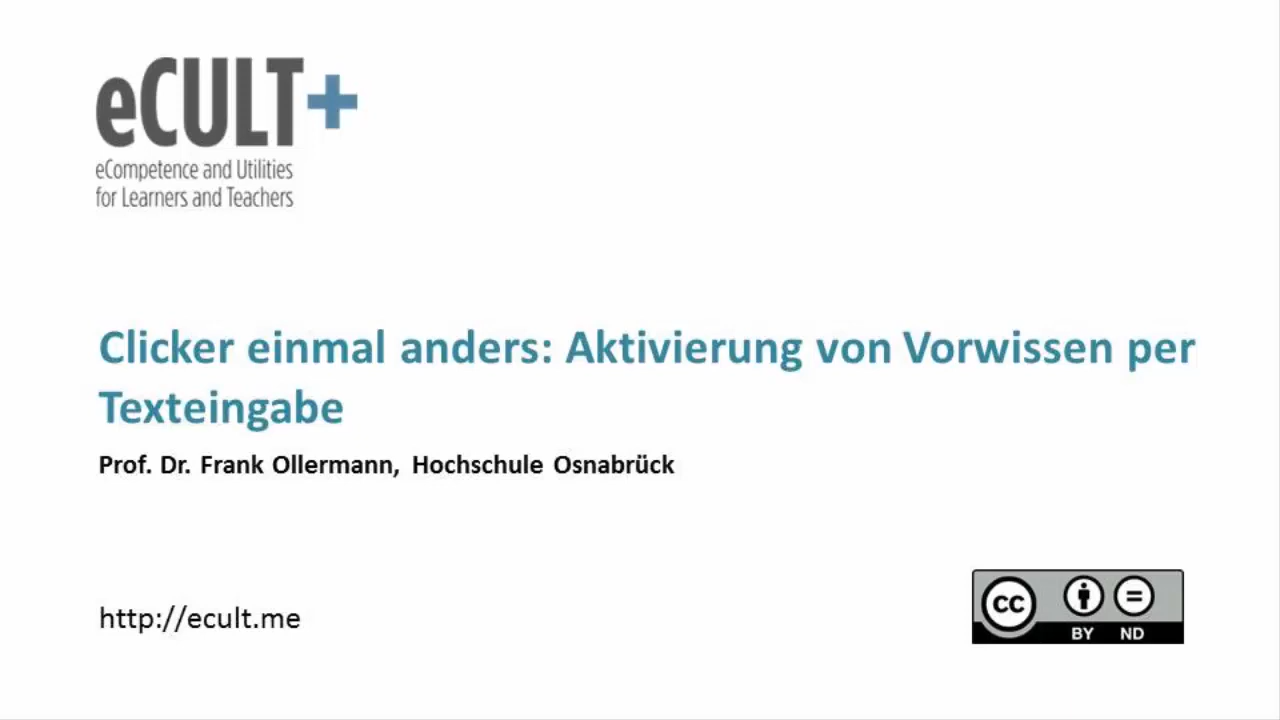 eCULT+
eCompetence and Utilities
for Learners and Teachers
Clicker einmal anders: Aktivierung von Vorwissen per
Texteingabe
Prof. Dr. Frank Ollermann, Hochschule Osnabrück
http://ecult.me
cc
BY ND